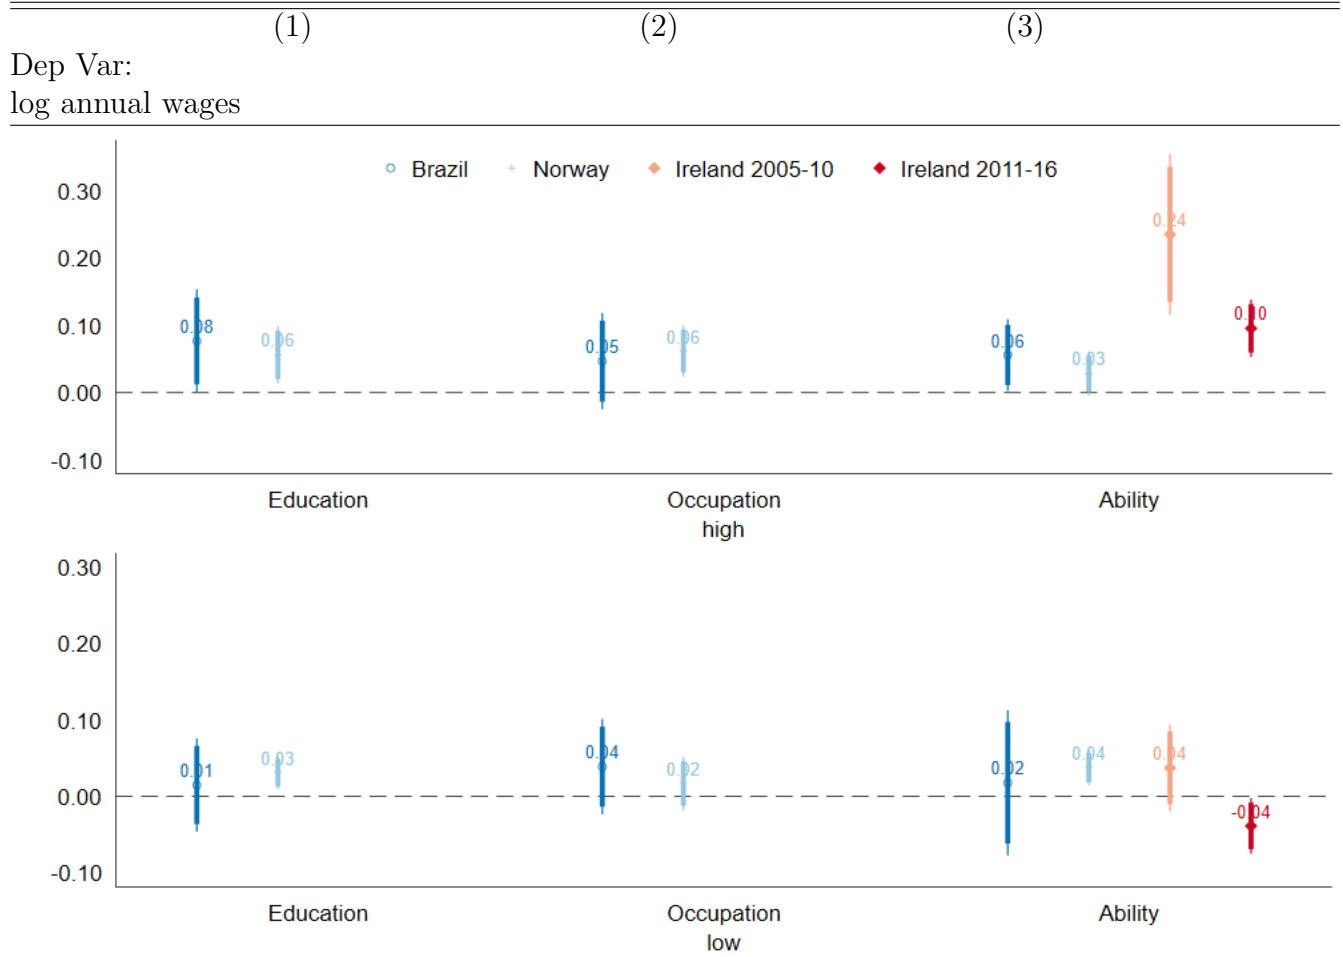 (1) (2) (3)
Dep Var:
log annual wages
Brazil Norway Ireland 2005-10 Ireland 2011-16
0.30
0.24
0.20
0.10
0.08 0.06 0.05 0.06 0.06 0.03 0.10
0.00
-0.10
Education Occupation Ability
high
0.30
0.20
0.10
0.01 0.03 0.04 0.02 0.02 0.04 0.04 -0.04
0.00
-0.10
Education Occupation Ability
low